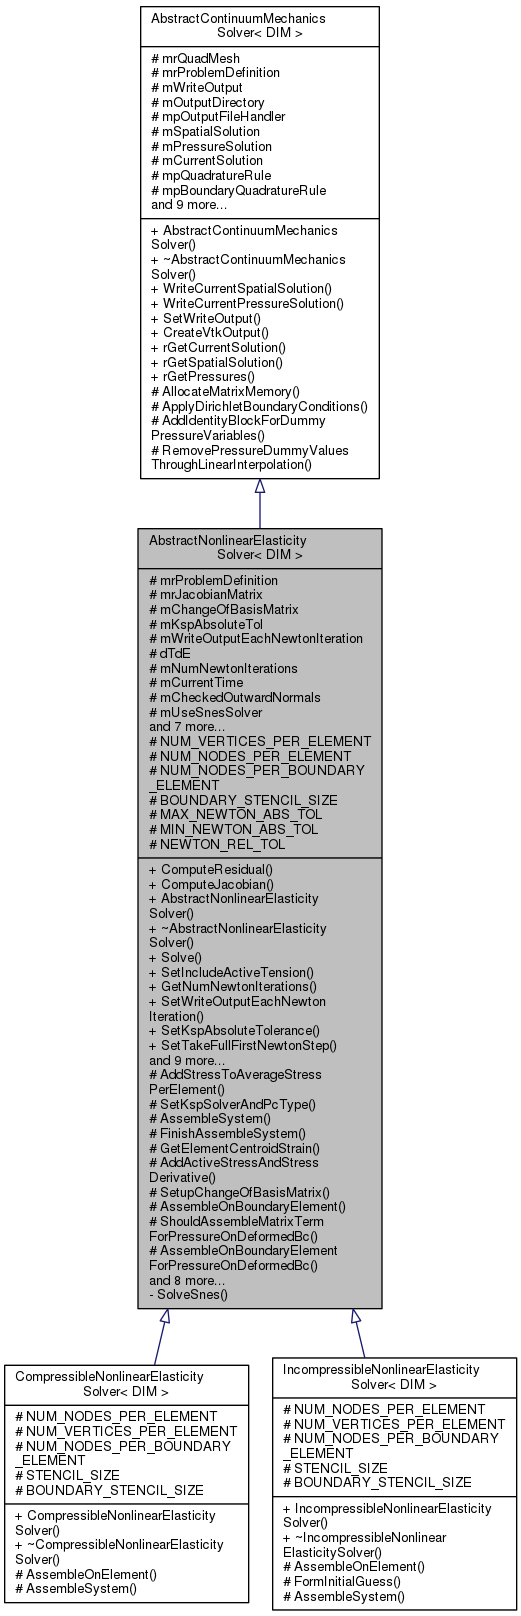 AbstractContinuumMechanics
Solver< DIM >
# mrQuadMesh
# mrProblemDefinition
# mWriteOutput
# mOutputDirectory
# mpOutputFileHandler
# mSpatialSolution
# mPressureSolution
# mCurrentSolution
# mpQuadratureRule
# mpBoundaryQuadratureRule
and 9 more...
+ AbstractContinuumMechanics
Solver()
+ ~AbstractContinuumMechanics
Solver()
+ WriteCurrentSpatialSolution()
+ WriteCurrentPressureSolution()
+ SetWriteOutput()
+ CreateVtkOutput()
+ rGetCurrentSolution()
+ rGetSpatialSolution()
+ rGetPressures()
# AllocateMatrixMemory()
# ApplyDirichletBoundaryConditions()
# AddIdentityBlockForDummy
PressureVariables()
# RemovePressureDummyValues
ThroughLinearInterpolation()
AbstractNonlinearElasticity
Solver< DIM >
# mrProblemDefinition
# mrJacobianMatrix
# mChangeOfBasisMatrix
# mKspAbsoluteTol
# mWriteOutputEachNewtonIteration
# dTdE
# mNumNewtonIterations
# mCurrentTime
# mCheckedOutwardNormals
# mUseSnesSolver
and 7 more...
# NUM_VERTICES_PER_ELEMENT
# NUM_NODES_PER_ELEMENT
# NUM_NODES_PER_BOUNDARY
_ELEMENT
# BOUNDARY_STENCIL_SIZE
# MAX_NEWTON_ABS_TOL
# MIN_NEWTON_ABS_TOL
# NEWTON_REL_TOL
+ ComputeResidual()
+ ComputeJacobian()
+ AbstractNonlinearElasticity
Solver()
+ ~AbstractNonlinearElasticity
Solver()
+ Solve()
+ SetIncludeActiveTension()
+ GetNumNewtonIterations()
+ SetWriteOutputEachNewton
Iteration()
+ SetKspAbsoluteTolerance()
+ SetTakeFullFirstNewtonStep()
and 9 more...
# AddStressToAverageStress
PerElement()
# SetKspSolverAndPcType()
# AssembleSystem()
# FinishAssembleSystem()
# GetElementCentroidStrain()
# AddActiveStressAndStress
Derivative()
# SetupChangeOfBasisMatrix()
# AssembleOnBoundaryElement()
# ShouldAssembleMatrixTerm
ForPressureOnDeformedBc()
# AssembleOnBoundaryElement
ForPressureOnDeformedBc()
and 8 more...
- SolveSnes()
CompressibleNonlinearElasticity
Solver< DIM >
# NUM_NODES_PER_ELEMENT
# NUM_VERTICES_PER_ELEMENT
# NUM_NODES_PER_BOUNDARY
_ELEMENT
# STENCIL_SIZE
# BOUNDARY_STENCIL_SIZE
+ CompressibleNonlinearElasticity
Solver()
+ ~CompressibleNonlinearElasticity
Solver()
# AssembleOnElement()
# AssembleSystem()
IncompressibleNonlinearElasticity
Solver< DIM >
# NUM_NODES_PER_ELEMENT
# NUM_VERTICES_PER_ELEMENT
# NUM_NODES_PER_BOUNDARY
_ELEMENT
# STENCIL_SIZE
# BOUNDARY_STENCIL_SIZE
+ IncompressibleNonlinearElasticity
Solver()
+ ~IncompressibleNonlinear
ElasticitySolver()
# AssembleOnElement()
# FormInitialGuess()
# AssembleSystem()